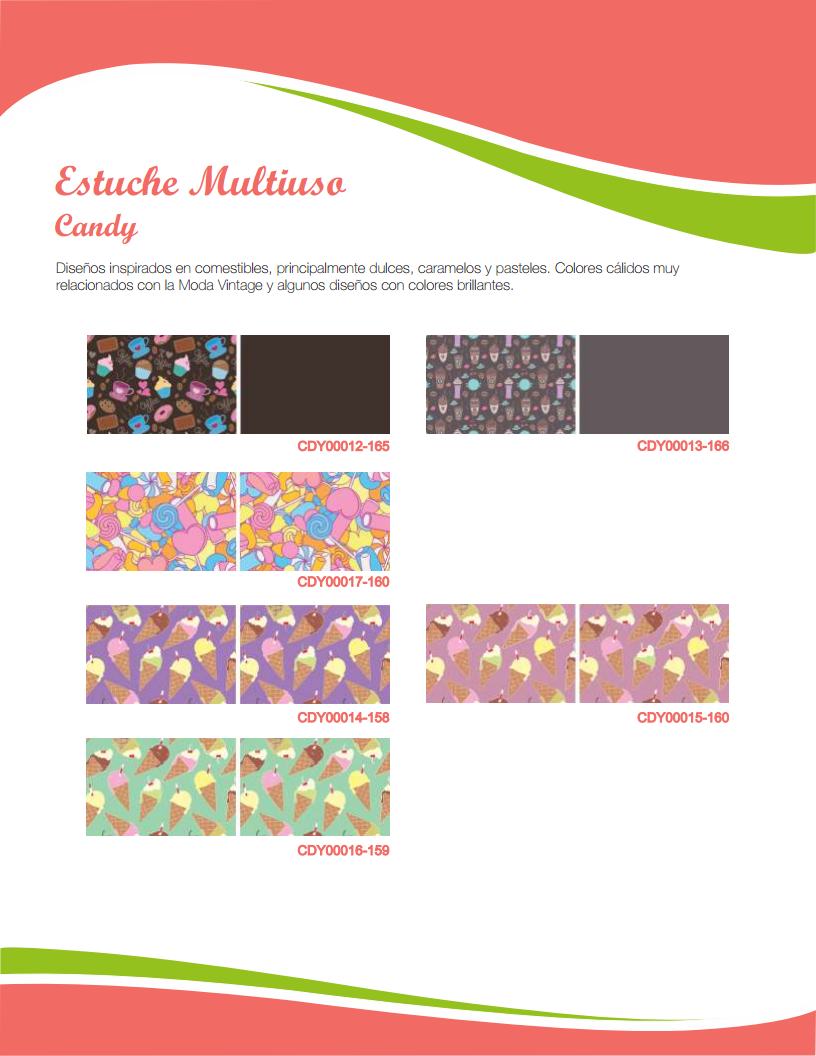 Estuche Multiuso
Candy
Diseños inspirados en comestibles, principalmente dulces, caramelos y pasteles. Colores cálidos muy
relacionados con la Moda Vintage y algunos diseños con colores brillantes.
CDY00012-165
CDY00013-166
CDY00017-160
CDY00014-158
CDY00015-160
CDY00016-159